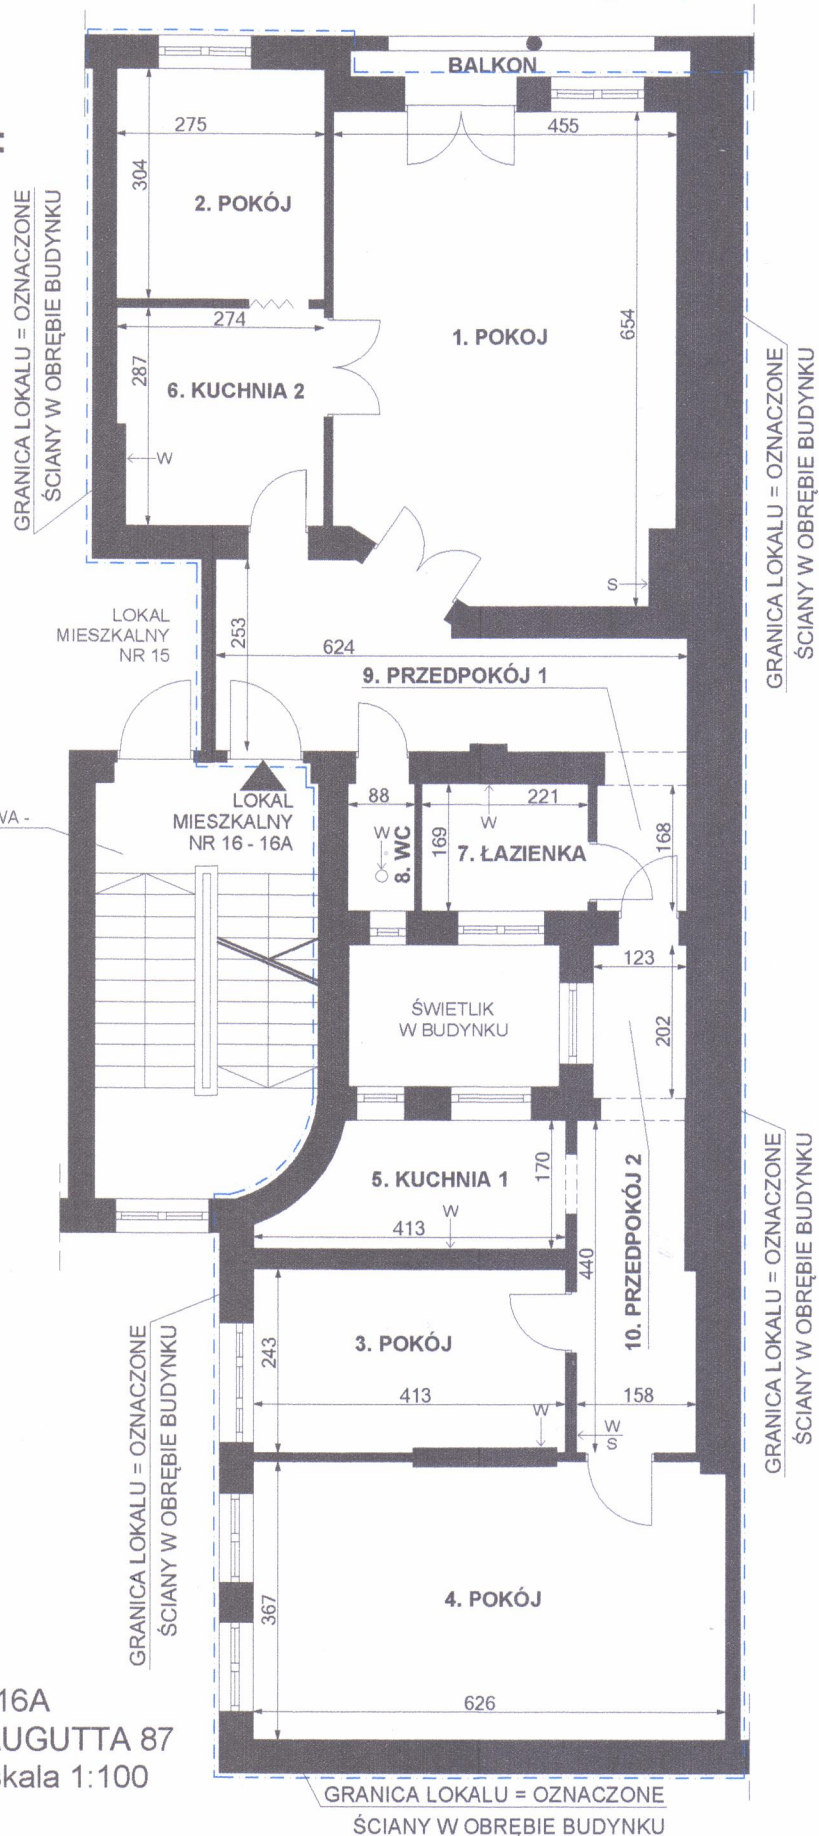 BALKON
275
455
304
2. POKÓJ
GRANICA LOKALU = OZNACZONE
ŚCIANY W OBRĘBIE BUDYNKU
274
287
6. KUCHNIA 2
W
1. POKOJ
654
S
GRANICA LOKALU = OZNACZONE
ŚCIANY W OBRĘBIE BUDYNKU
LOKAL
MIESZKALNY
NR 15
253
624
9. PRZEDPOKÓJ 1
LOKAL
MIESZKALNY
NR 16 - 16A
WA -
88
W
8. WC
221
W
169
7. ŁAZIENKA
168
123
202
ŚWIETLIK
W BUDYNKU
5. KUCHNIA 1
170
W
413
440
10. PRZEDPOKÓJ 2
GRANICA LOKALU = OZNACZONE
ŚCIANY W OBRĘBIE BUDYNKU
3. POKÓJ
243
413
W
158
W
S
GRANICA LOKALU = OZNACZONE
ŚCIANY W OBRĘBIE BUDYNKU
4. POKÓJ
367
626
16A
AUGUTTA 87
skala 1:100
GRANICA LOKALU = OZNACZONE
ŚCIANY W OBRĘBIE BUDYNKU